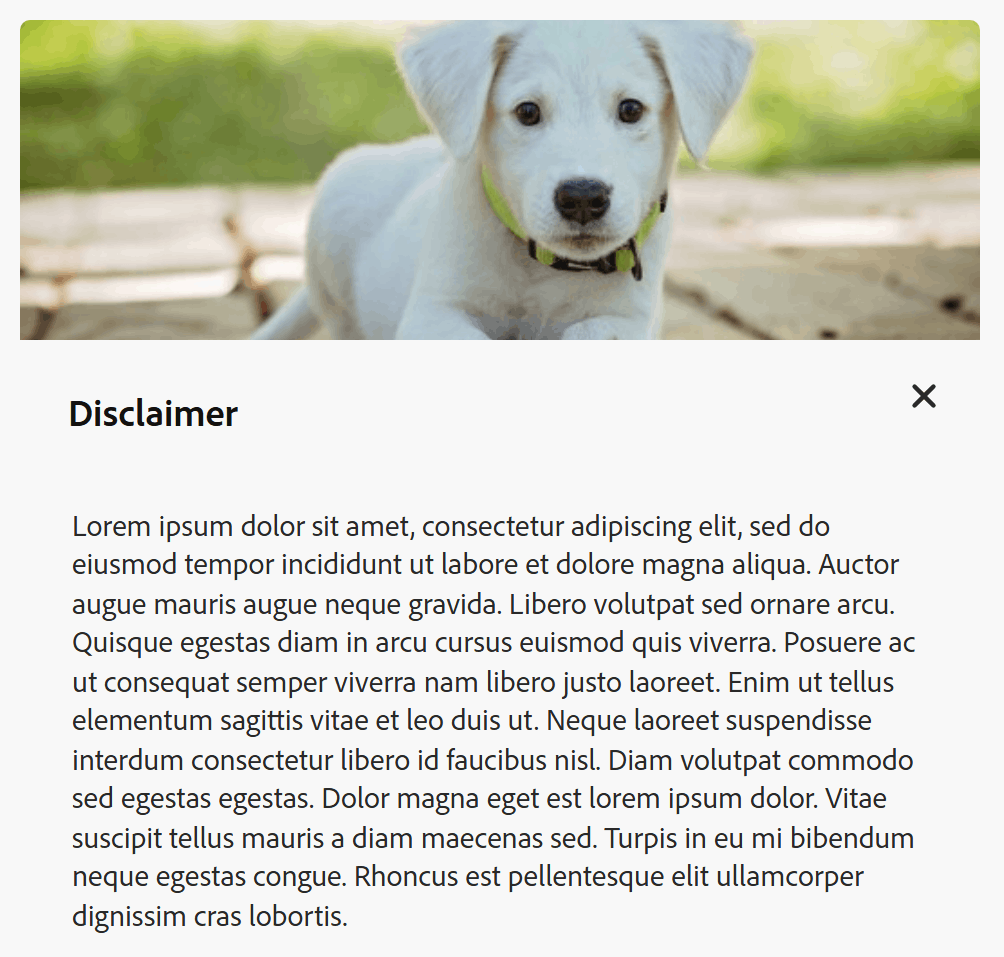 Disclaimer
Lorem ipsum dolor sit amet, consectetur adipiscing elit, sed do
eiusmod tempor incididunt ut labore et dolore magna aliqua. Auctor
augue mauris augue neque gravida. Libero volutpat sed ornare arcu.
Quisque egestas diam in arcu cursus euismod quis viverra. Posuere ac
ut consequat semper viverra nam libero justo laoreet. Enim ut tellus
elementum sagittis vitae et leo duis ut. Neque laoreet suspendisse
interdum consectetur libero id faucibus nisl. Diam volutpat commodo
sed egestas egestas. Dolor magna eget est lorem ipsum dolor. Vitae
suscipit tellus mauris a diam maecenas sed. Turpis in eu mi bibendum
neque egestas congue. Rhoncus est pellentesque elit ullamcorper
dignissim cras lobortis.